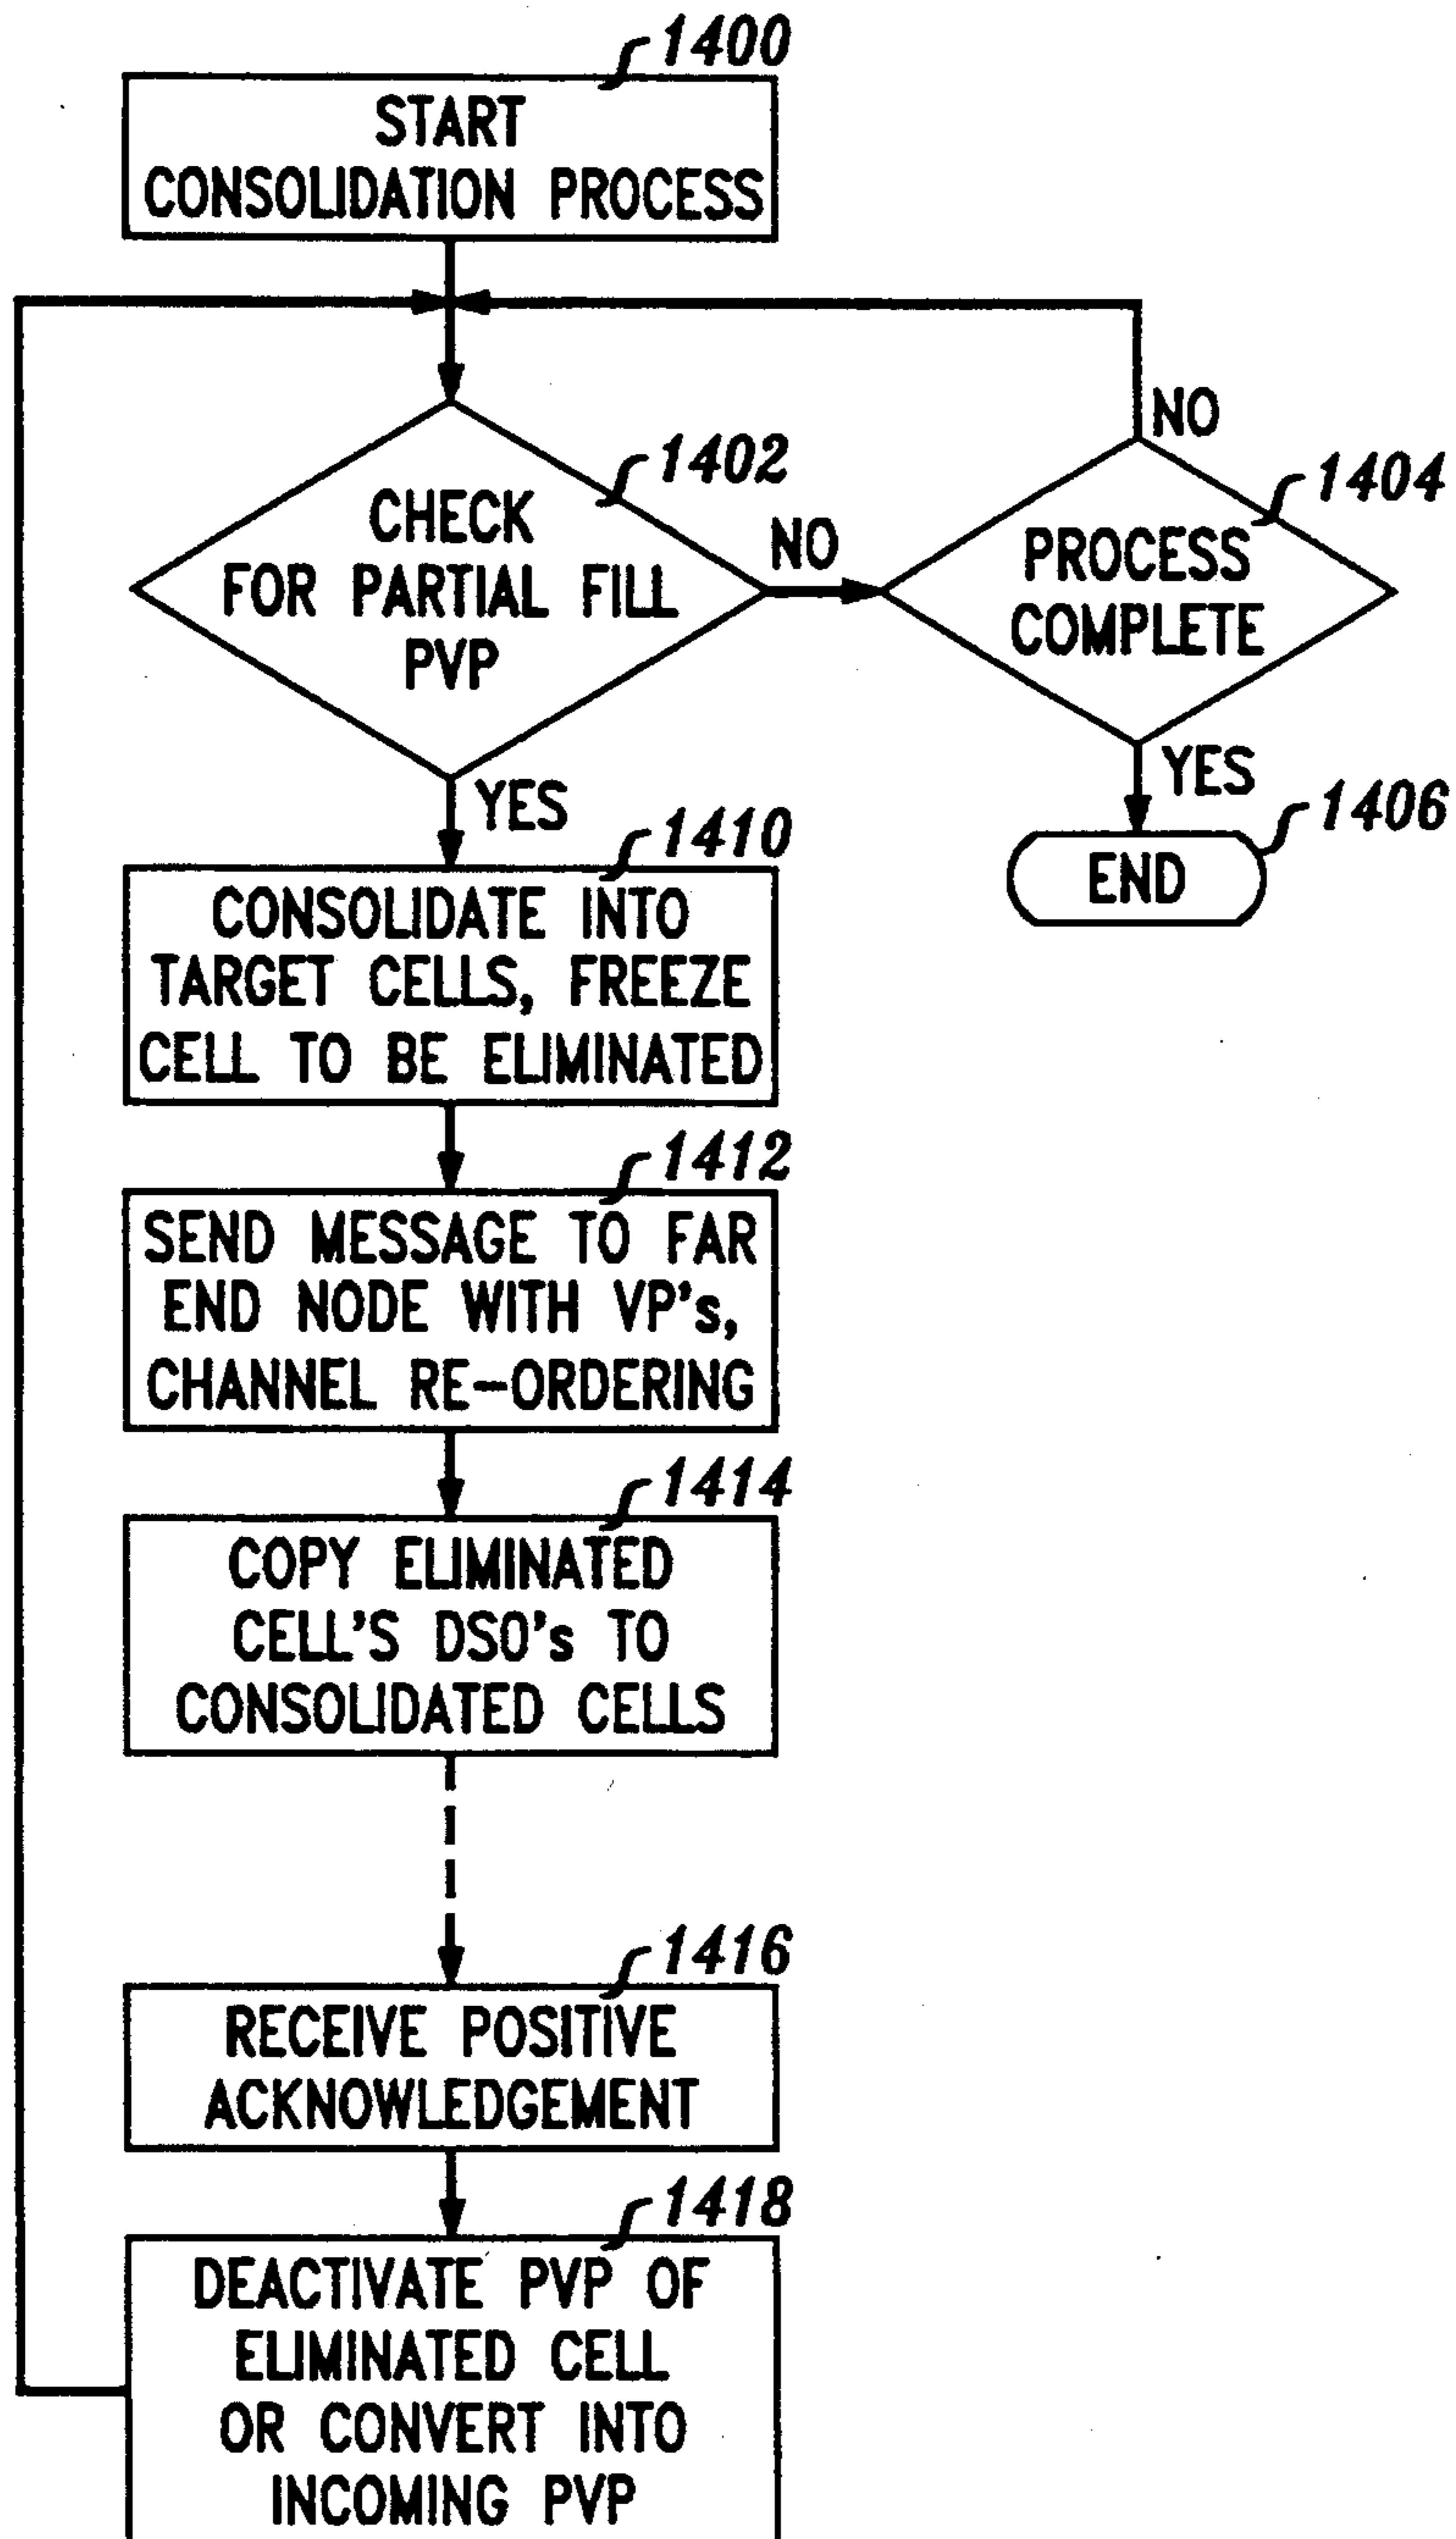 1400
START
CONSOLIDATION PROCESS
1402
CHECK
FOR PARTIAL FILL
PVP
NO
NO
1404
PROCESS
COMPLETE
YES
1406
END
YES
1410
CONSOLIDATE INTO
TARGET CELLS, FREEZE
CELL TO BE ELIMINATED
1412
SEND MESSAGE TO FAR
END NODE WITH VP's,
CHANNEL RE-ORDERING
1414
COPY ELIMINATED
CELL'S DSO's TO
CONSOLIDATED CELLS
1416
RECEIVE POSITIVE
ACKNOWLEDGEMENT
1418
DEACTIVATE PVP OF
ELIMINATED CELL
OR CONVERT INTO
INCOMING PVP